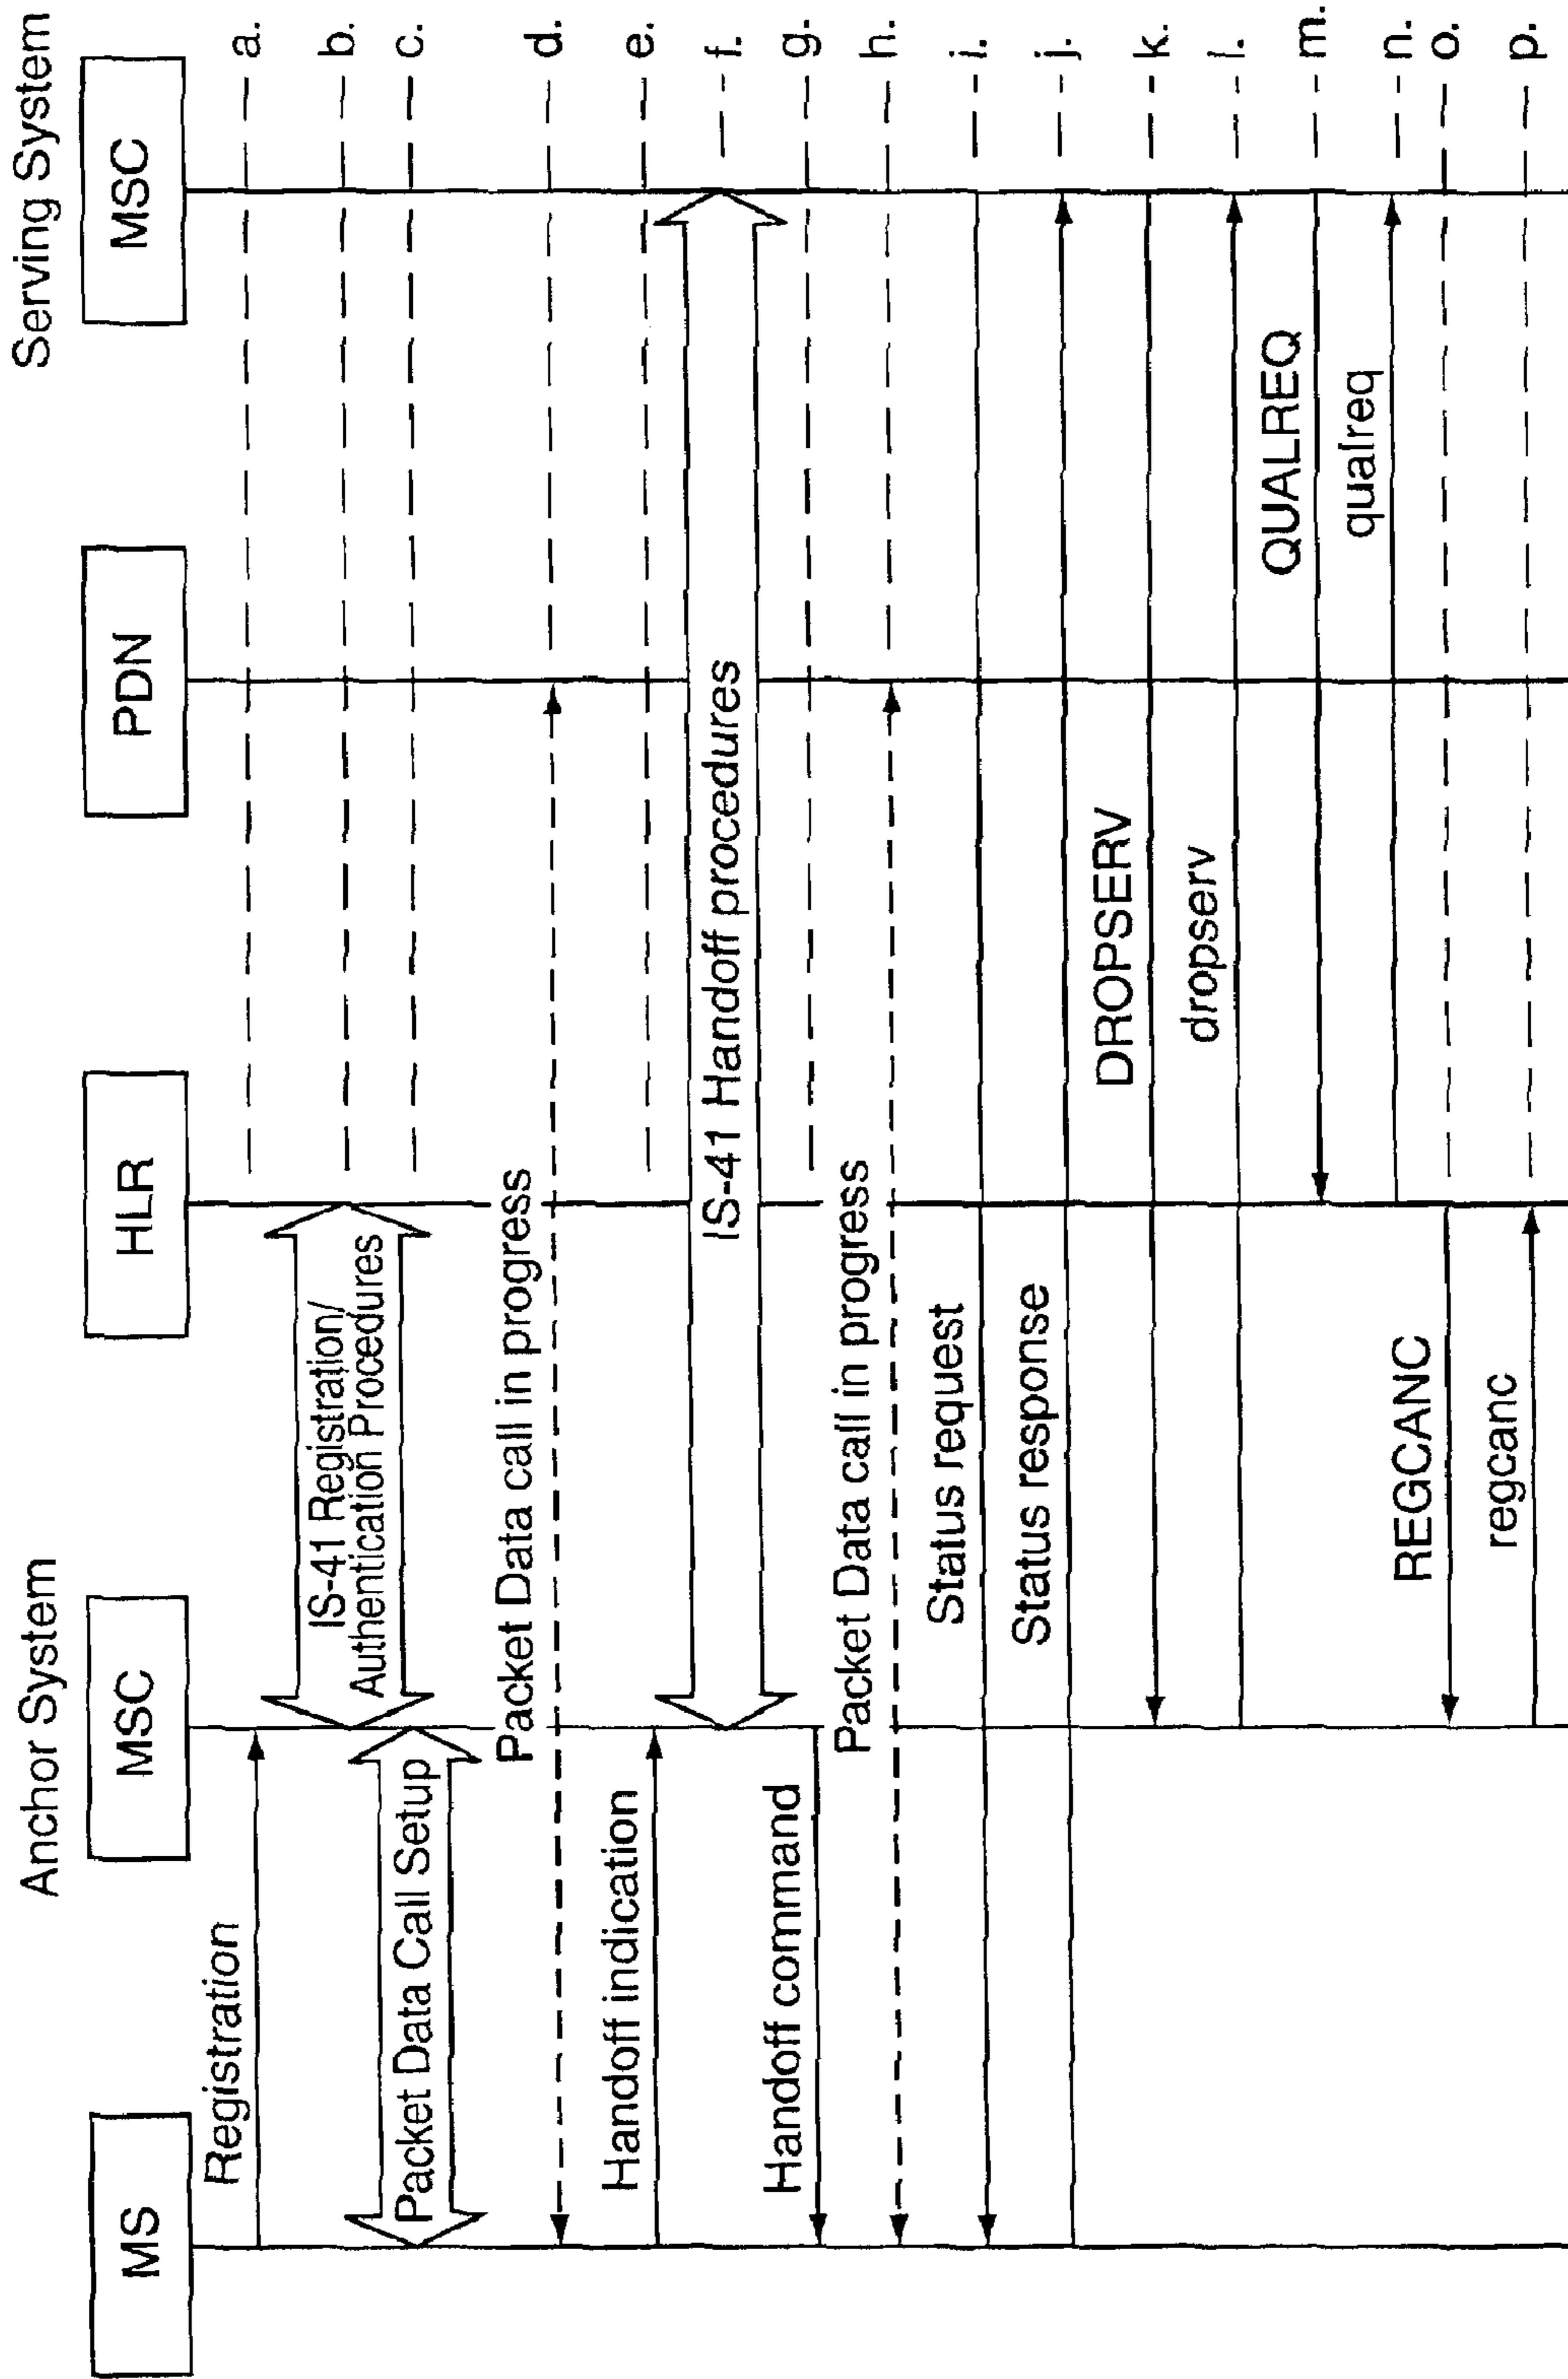 Anchor System
Serving System
MS
MSC
HLR
PDN
MSC
Registration
a.
IS-41 Registration/
Authentication Procedures
b.
Packet Data Call Setup
c.
Packet Data call in progress
d.
Handoff indication
e.
IS-41 Handoff procedures
f.
Handoff command
g.
Packet Data call in progress
h.
Status request
i.
Status response
j.
DROPSERV
k.
dropserv
l.
QUALREQ
m.
qualreq
n.
REGCANC
o.
regcanc
p.